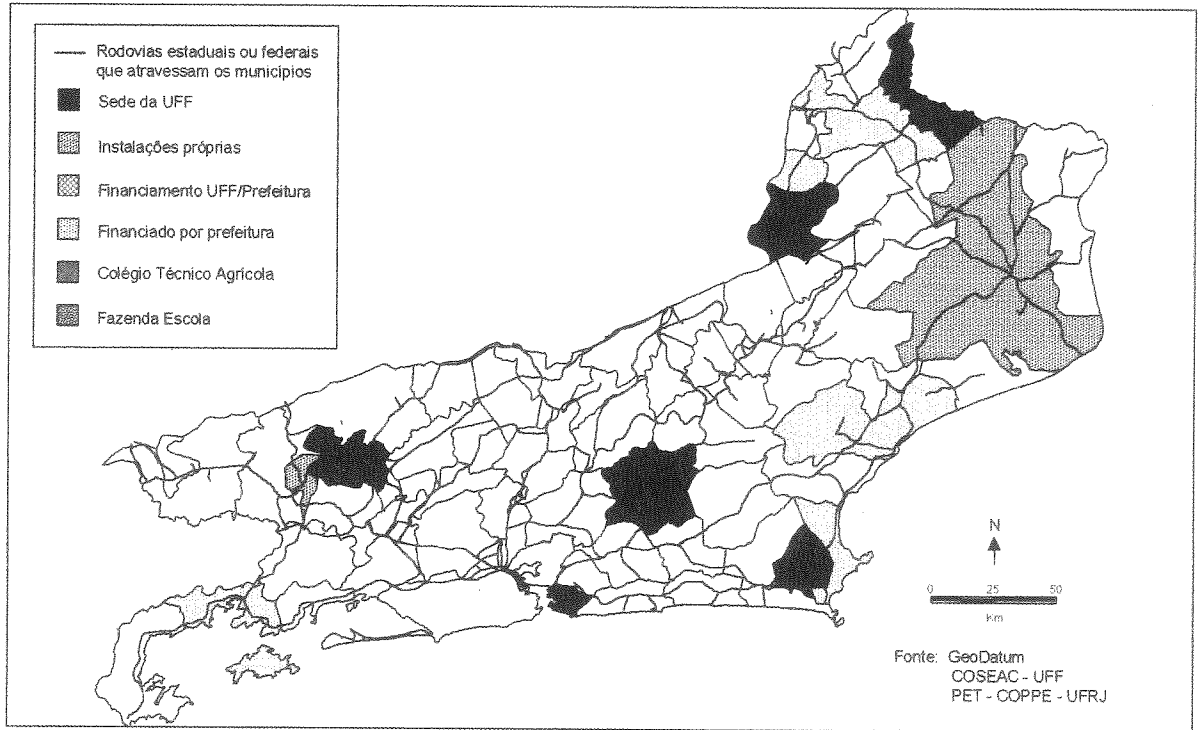 Rodovias estaduais ou federais
que atravessam os municípios
Sede da UFF
Instalações próprias
Financiamento UFF/Prefeitura
Financiado por prefeitura
Colégio Técnico Agrícola
Fazenda Escola
N
0 25 50
Km
Fonte: GeoDatum
COSEAC - UFF
PET - COPPE - UFRJ